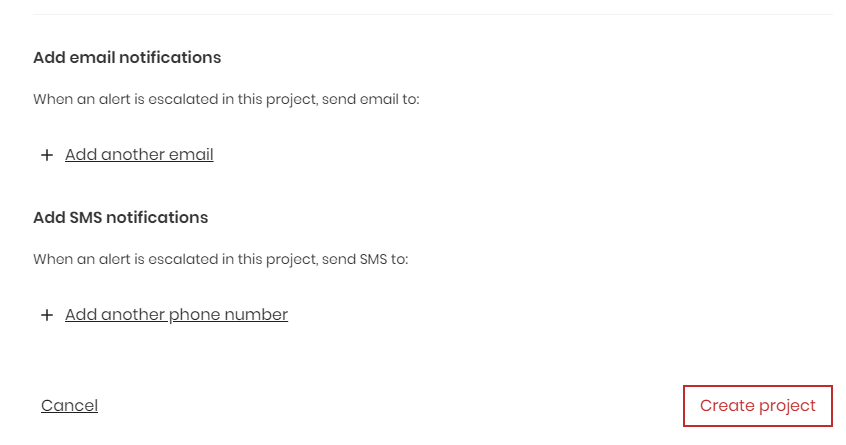 Add email notifications
When an alert is escalated in this project, send email to:
+ Add another email
Add SMS notifications
When an alert is escalated in this project, send SMS to:
+ Add another phone number
Cancel
Create project